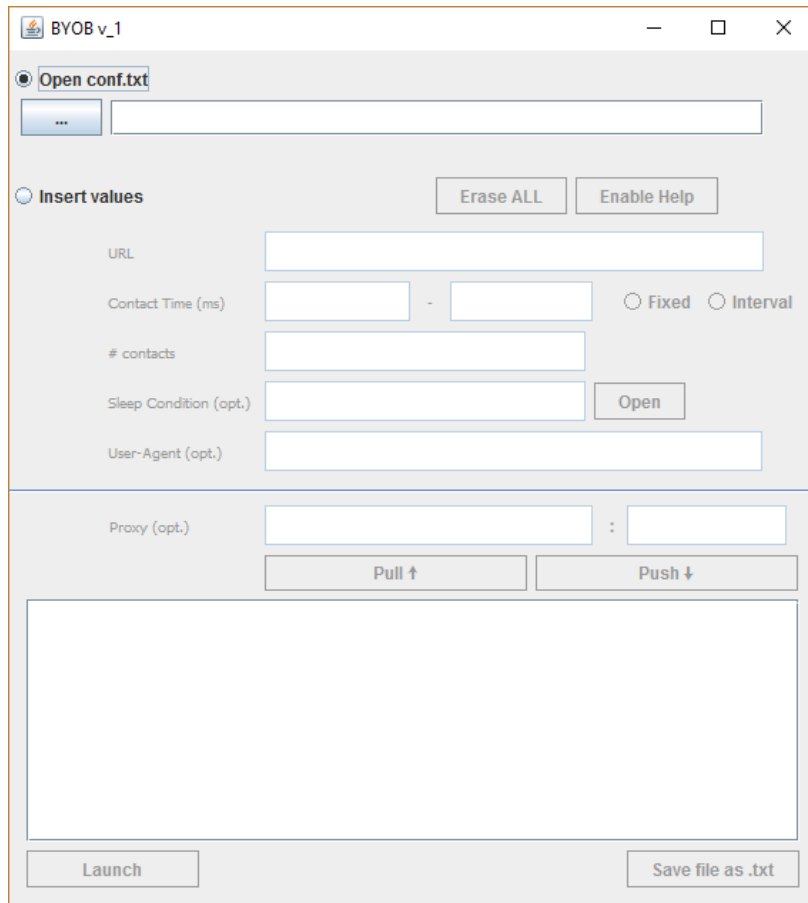 BYOB v_1
Open conf.txt
...
Insert values Erase ALL Enable Help
URL
Contact Time (ms) - Fixed Interval
# contacts
Sleep Condition (opt.) Open
User-Agent (opt.)
Proxy (opt.) :
Pull ↑ Push ↓
Launch Save file as .txt